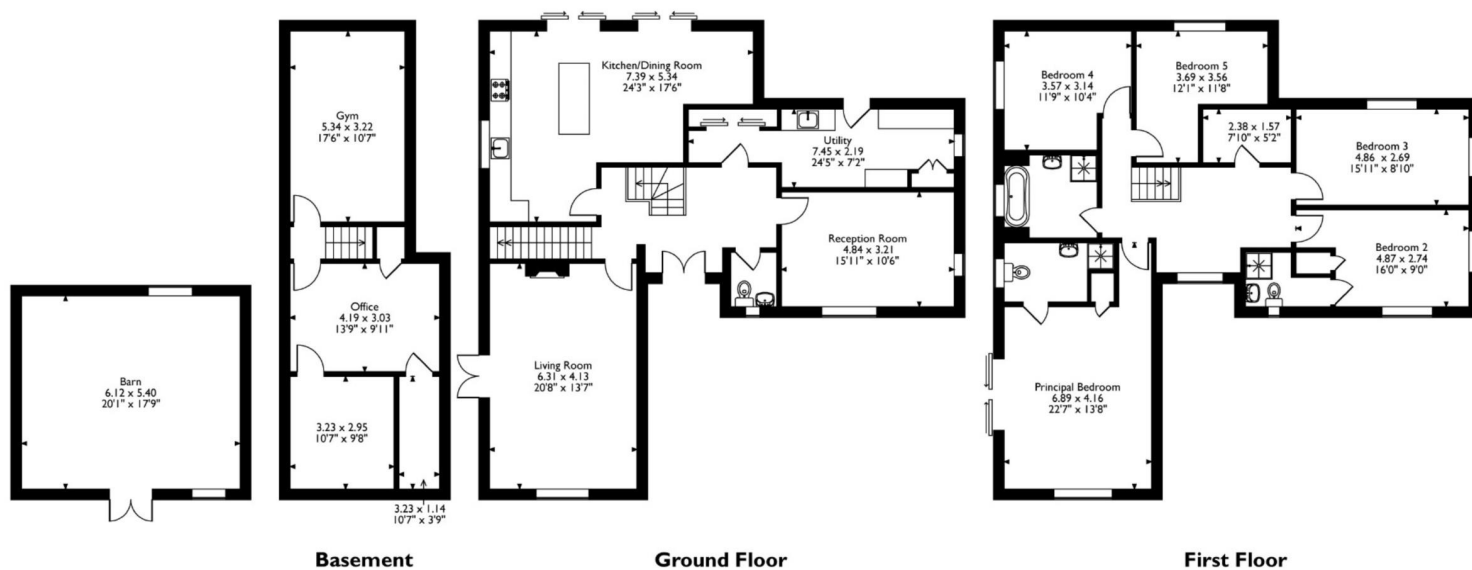 Barn
6.12 x 5.40
20'1" x 17'9"
Gym
5.34 x 3.22
17'6" x 10'7"
Office
4.19 x 3.03
13'9" x 9'11"
3.23 x 2.95
10'7" x 9'8"
3.23 x 1.14
10'7" x 3'9"
Basement
Kitchen/Dining Room
7.39 x 5.34
24'3" x 17'6"
Utility
7.45 x 2.19
24'5" x 7'2"
Reception Room
4.84 x 3.21
15'11" x 10'6"
Living Room
6.31 x 4.13
20'8" x 13'7"
Ground Floor
Bedroom 4
3.57 x 3.14
11'9" x 10'4"
Bedroom 5
3.69 x 3.56
12'1" x 11'8"
2.38 x 1.57
7'10" x 5'2"
Bedroom 3
4.86 x 2.69
15'11" x 8'10"
Bedroom 2
4.87 x 2.74
16'0" x 9'0"
Principal Bedroom
6.89 x 4.16
22'7" x 13'8"
First Floor